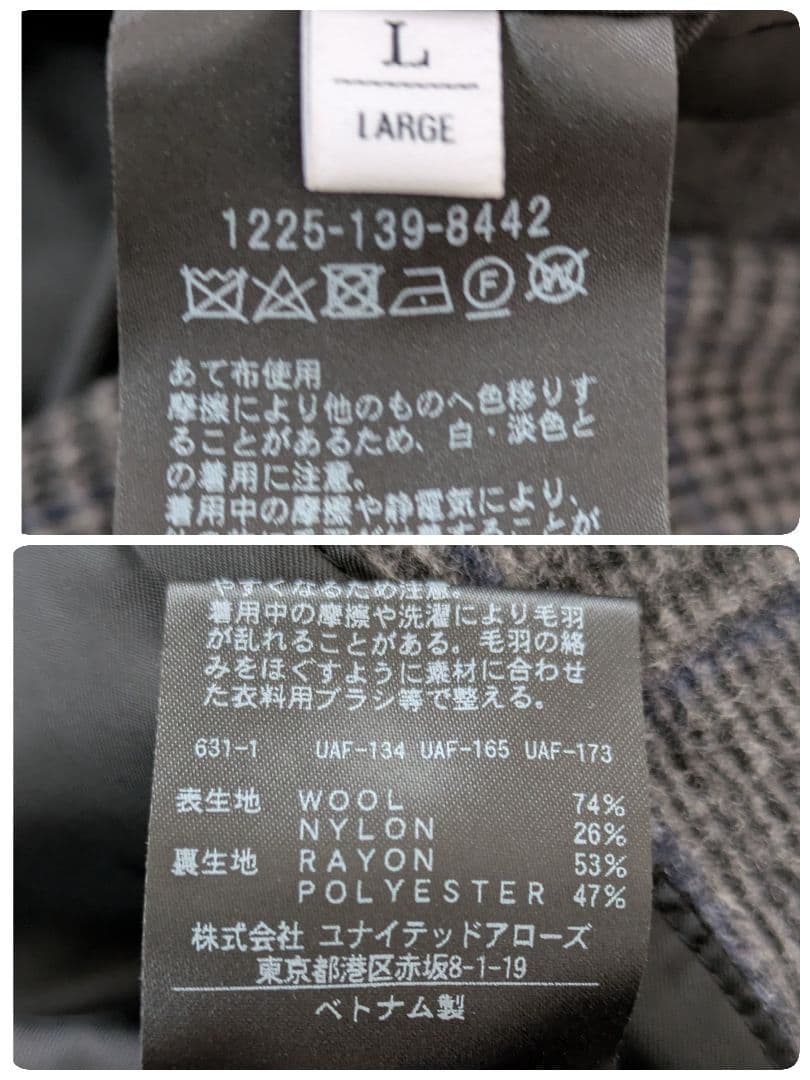 L
LARGE
1225-139-8442
F W
あて布使用
摩擦により他のものへ色移りす
ることがあるため、白・淡色と
の着用に注意。
着用中の摩擦や静電気により、
やすくなるため注意。
着用中の摩擦や洗濯により毛羽
が乱れることがある。毛羽の絡
みをほぐすように素材に合わせ
た衣料用ブラシ等で整える。
631-1 UAF-134 UAF-165 UAF-173
表生地 WOOL 74%
NYLON 26%
裏生地 RAYON 53%
POLYESTER 47%
株式会社 ユナイテッドアローズ
東京都港区赤坂8-1-19
ベトナム製